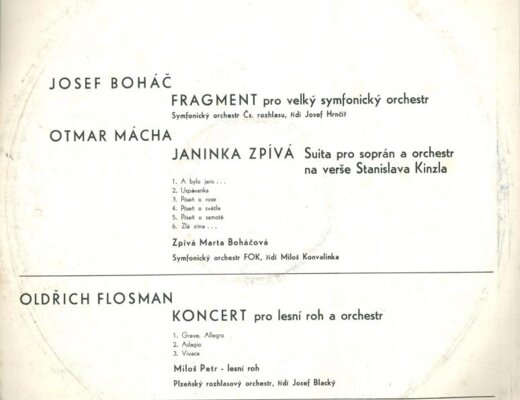 JOSEF BOHÁČ
FRAGMENT pro velký symfonický orchestr
Symfonický orchestr Čs. rozhlasu, řídí Josef Hrnčíř
OTMAR MÁCHA
JANINKA ZPÍVÁ Suita pro soprán a orchestr
na verše Stanislava Kinzla
1. A bylo jaro . . .
2. Uspávanka
3. Píseň o rose
4. Píseň o světle
5. Píseň o samotě
6. Zlá zima . . .
Zpívá Marta Boháčová
Symfonický orchestr FOK, řídí Miloš Konvalinka
OLDŘICH FLOSMAN
KONCERT pro lesní roh a orchestr
1. Grave. Allegro
2. Adagio
3. Vivace
Miloš Petr - lesní roh
Plzeňský rozhlasový orchestr, řídí Josef Blacký